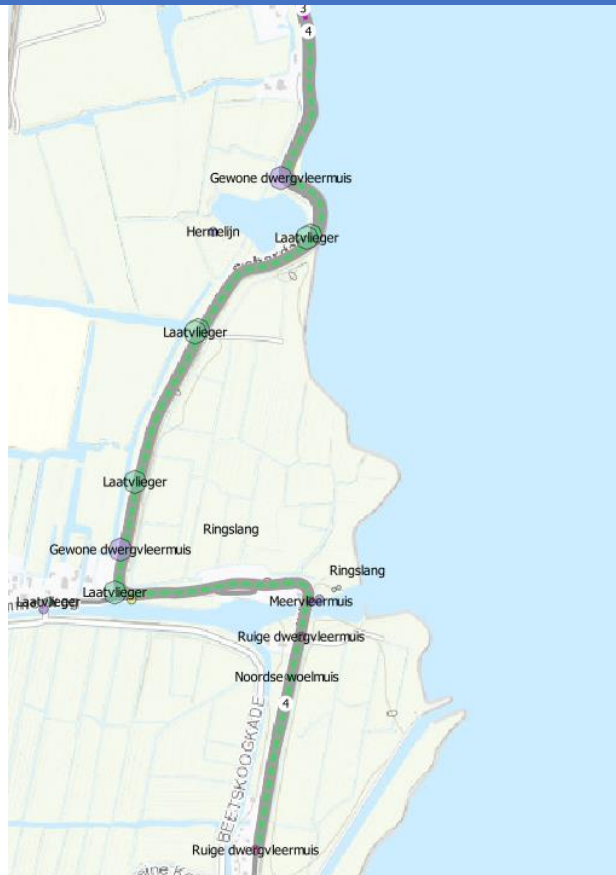 3
4
Gewone dwergvleermuis
Hermelijn
Laatvlieger
Laatvlieger
Laatvlieger
Ringslang
Gewone dwergvleermuis
Ringslang
Laatvlieger
Laatvlieger
Meervleermuis
Ruige dwergvleermuis
Noordse woelmuis
4
BEETSKOOGKADE
Ruige dwergvleermuis